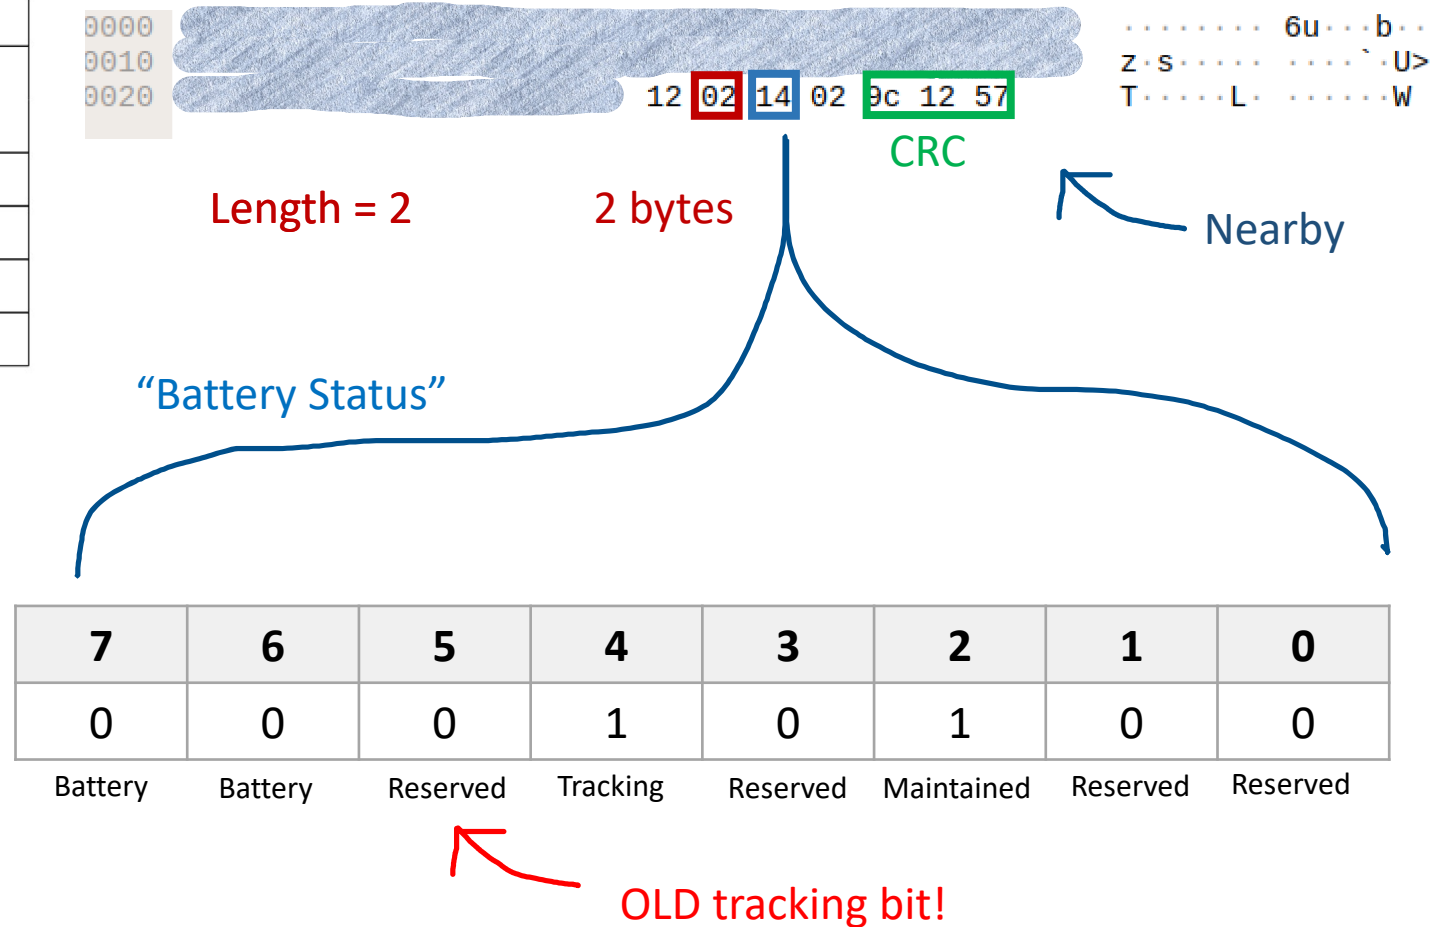 0000 ········ 6u···b··
0010 z·s····· ····`·U>
0020 12 02 14 02 9c 12 57 T·····L· ······W
CRC
Length = 2 2 bytes
Nearby
“Battery Status”
7 6 5 4 3 2 1 0
0 0 0 1 0 1 0 0
Battery Battery Reserved Tracking Reserved Maintained Reserved Reserved
OLD tracking bit!